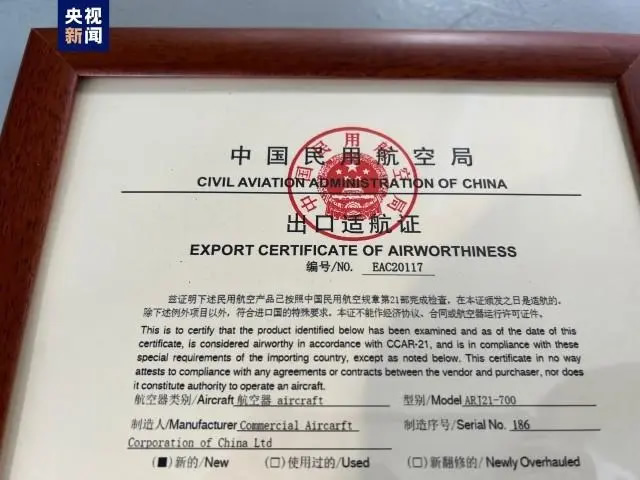 央视
新闻
中国民用航空局
中国民用航空局
CIVIL AVIATION ADMINISTRATION OF CHINA
出口适航证
EXPORT CERTIFICATE OF AIRWORTHINESS
编号/NO. EAC20117
兹证明下述民用航空产品已按照中国民用航空规章第21部完成检查，在本证颁发之日是适航的。
除下述例外项目以外，符合进口国的特殊要求。本证不能作经济协议、合同或航空器运行许可证件。
This is to certify that the product identified below has been examined and as of the date of this
certificate, is considered airworthy in accordance with CCAR-21, and is in compliance with these
special requirements of the importing country, except as noted below. This certificate in no way
attests to compliance with any agreements or contracts between the vendor and purchaser, nor does
it constitute authority to operate an aircraft.
航空器类别/Aircraft 航空器 aircraft 型别/Model ARJ21-700
制造人/Manufacturer Commercial Aircarft 制造序号/Serial No. 186
Corporation of China Ltd
(■) 新的/New (□) 使用过的/Used (□) 新翻修的/ Newly Overhauled